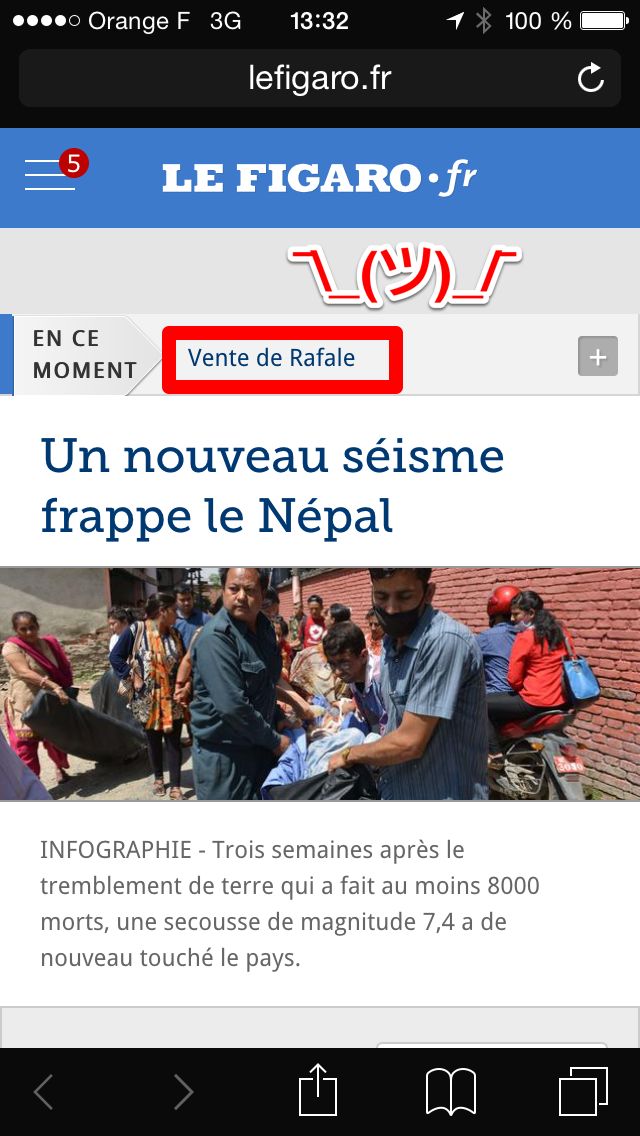 Orange F 3G 13:32 100 %
lefigaro.fr
5
LE FIGARO·fr
¯\_(ツ)_/¯
EN CE
MOMENT
Vente de Rafale
+
Un nouveau séisme
frappe le Népal
INFOGRAPHIE - Trois semaines après le
tremblement de terre qui a fait au moins 8000
morts, une secousse de magnitude 7,4 a de
nouveau touché le pays.